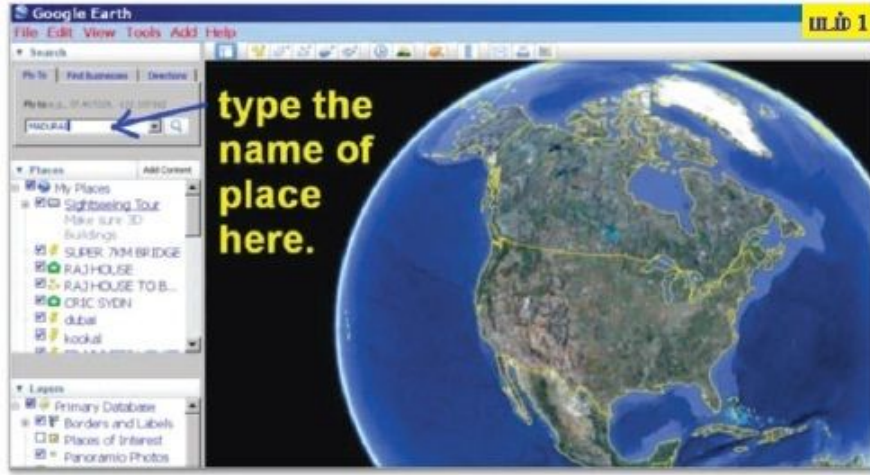 Google Earth
படம் 1
File Edit View Tools Add Help
Search
Fly To Find Businesses Directions
Fly to e.g.,
MADURAI
type the
name of
place
here.
Places Add Content
My Places
Sightseeing Tour
Make sure 3D
Buildings
SUPER 7KM BRIDGE
RAJ HOUSE
RAJ HOUSE TO B...
CRIC SYDN
dubai
kookal
Layers
Primary Database
Borders and Labels
Places of Interest
Panoramio Photos